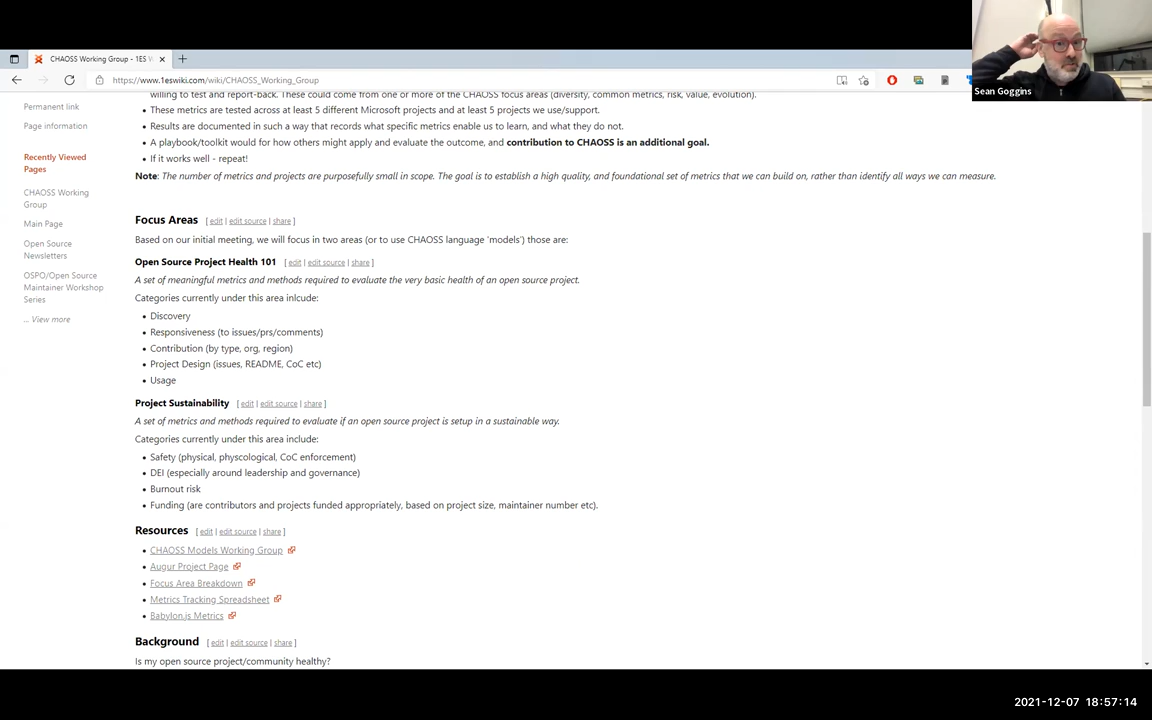 CHAOSS Working Group - 1ES W
https://www.1eswiki.com/wiki/CHAOSS_Working_Group
Sean Goggins
Permanent link
Page information
Recently Viewed
Pages
CHAOSS Working
Group
Main Page
Open Source
Newsletters
OSPO/Open Source
Maintainer Workshop
Series
... View more
willing to test and report-back. These could come from one or more of the CHAOSS focus areas (diversity, common metrics, risk, value, evolution).
• These metrics are tested across at least 5 different Microsoft projects and at least 5 projects we use/support.
• Results are documented in such a way that records what specific metrics enable us to learn, and what they do not.
• A playbook/toolkit would for how others might apply and evaluate the outcome, and contribution to CHAOSS is an additional goal.
• If it works well - repeat!
Note: The number of metrics and projects are purposefully small in scope. The goal is to establish a high quality, and foundational set of metrics that we can build on, rather than identify all ways we can measure.
Focus Areas [ edit | edit source | share ]
Based on our initial meeting, we will focus in two areas (or to use CHAOSS language 'models') those are:
Open Source Project Health 101 [ edit | edit source | share ]
A set of meaningful metrics and methods required to evaluate the very basic health of an open source project.
Categories currently under this area inlcude:
• Discovery
• Responsiveness (to issues/prs/comments)
• Contribution (by type, org, region)
• Project Design (issues, README, CoC etc)
• Usage
Project Sustainability [ edit | edit source | share ]
A set of metrics and methods required to evaluate if an open source project is setup in a sustainable way.
Categories currently under this area include:
• Safety (physical, physcological, CoC enforcement)
• DEI (especially around leadership and governance)
• Burnout risk
• Funding (are contributors and projects funded appropriately, based on project size, maintainer number etc).
Resources [ edit | edit source | share ]
• CHAOSS Models Working Group
• Augur Project Page
• Focus Area Breakdown
• Metrics Tracking Spreadsheet
• Babylon.js Metrics
Background [ edit | edit source | share ]
Is my open source project/community healthy?
2021-12-07 18:57:14